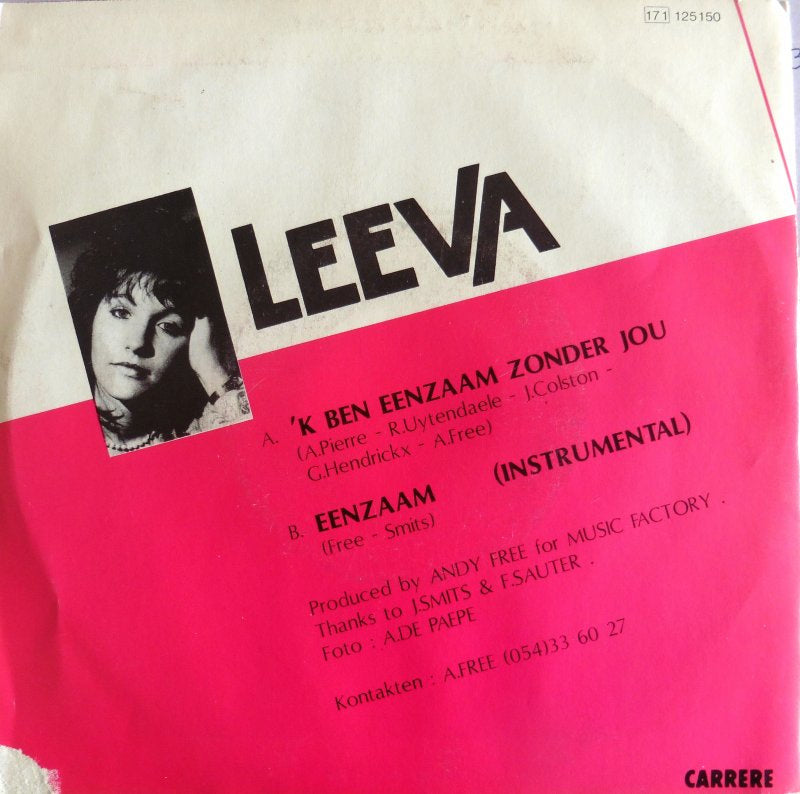 171 125150
LEEVA
A. 'K BEN EENZAAM ZONDER JOU
(A.Pierre - R.Uytendaele - J.Colston -
G.Hendrickx - A.Free)
B. EENZAAM (INSTRUMENTAL)
(Free - Smits)
Produced by ANDY FREE for MUSIC FACTORY .
Thanks to J.SMITS & F.SAUTER .
Foto : A.DE PAEPE
Kontakten : A.FREE (054)33 60 27
CARRERE